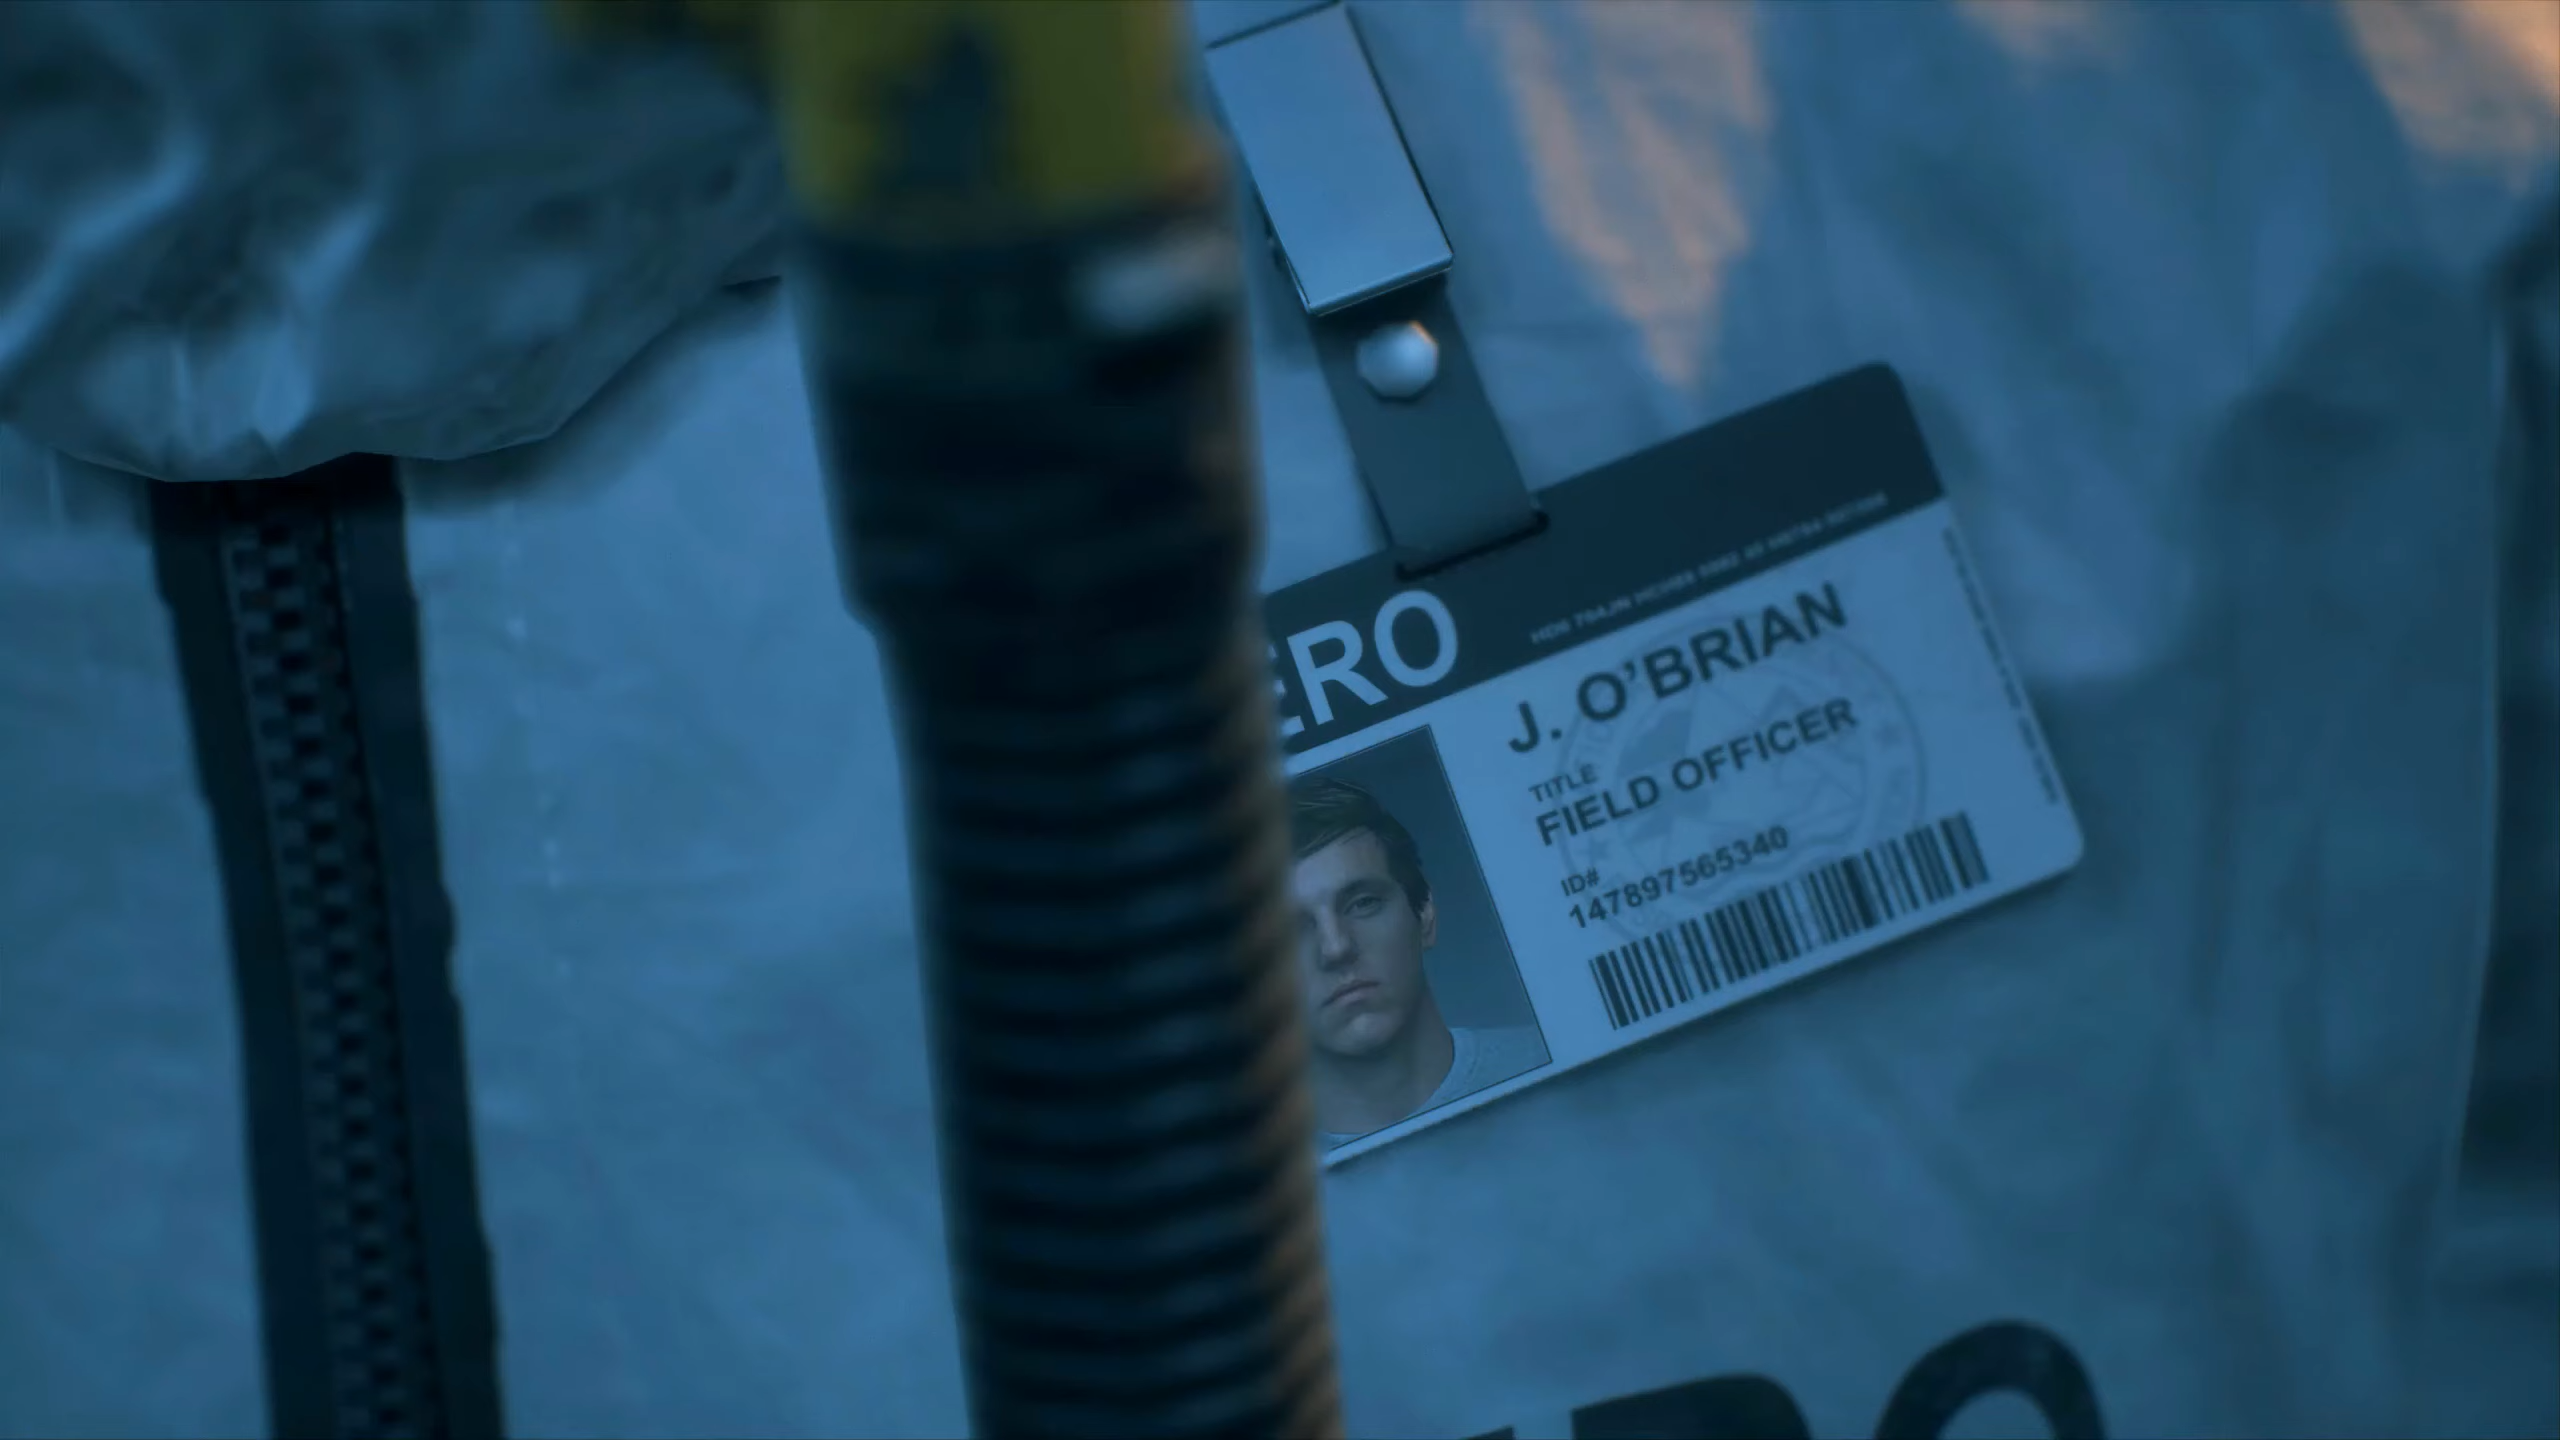 ERO
J. O'BRIAN
TITLE
FIELD OFFICER
ID#
147897565340